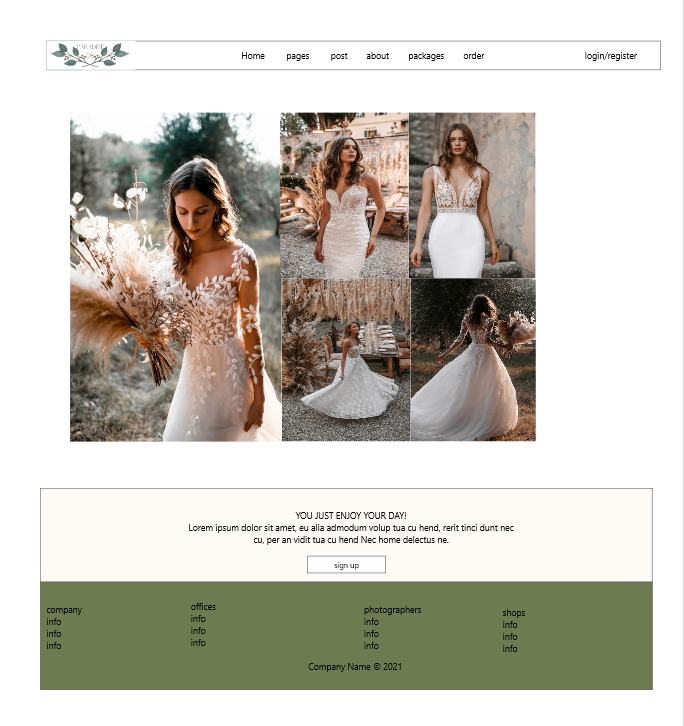 PARADISE
Home pages post about packages order login/register
YOU JUST ENJOY YOUR DAY!
Lorem ipsum dolor sit amet, eu alia admodum volup tua cu hend, rerit tinci dunt nec
cu, per an vidit tua cu hend Nec home delectus ne.
sign up
company
info
info
info
offices
info
info
info
photographers
info
info
info
shops
info
info
info
Company Name © 2021